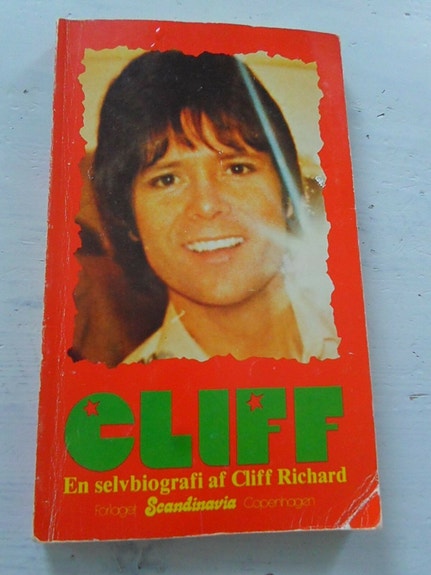 CLIFF
En selvbiografi af Cliff Richard
Forlaget Scandinavia Copenhagen